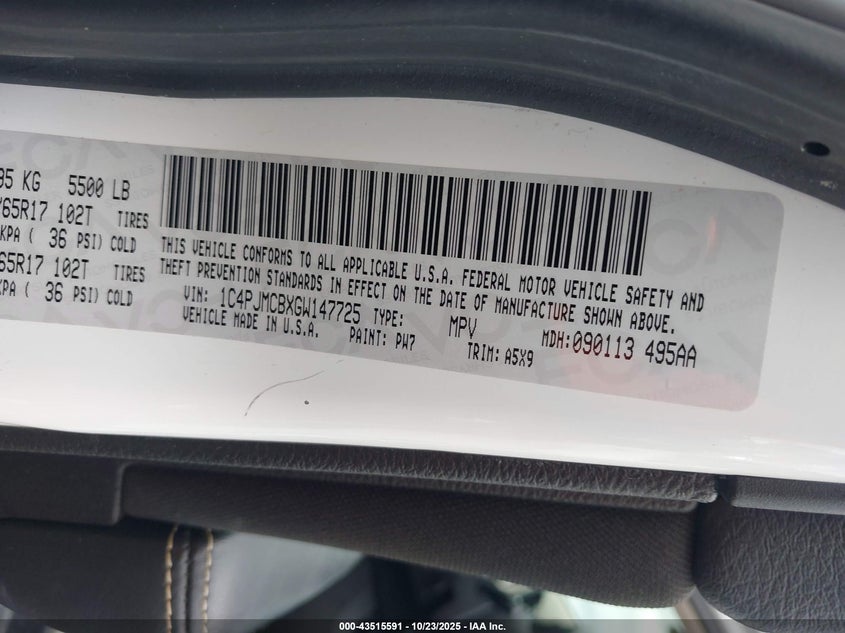 95 KG 5500 LB
/65R17 102T TIRES
KPA ( 36 PSI) COLD
65R17 102T TIRES
KPA ( 36 PSI) COLD
THIS VEHICLE CONFORMS TO ALL APPLICABLE U.S.A. FEDERAL MOTOR VEHICLE SAFETY AND
THEFT PREVENTION STANDARDS IN EFFECT ON THE DATE OF MANUFACTURE SHOWN ABOVE.
VIN: 1C4PJMCBXGW147725 TYPE: MPV MDH:090113 495AA
VEHICLE MADE IN U.S.A. PAINT: PW7 TRIM: A5X9
000-43515591 - 10/23/2025 - IAA Inc.